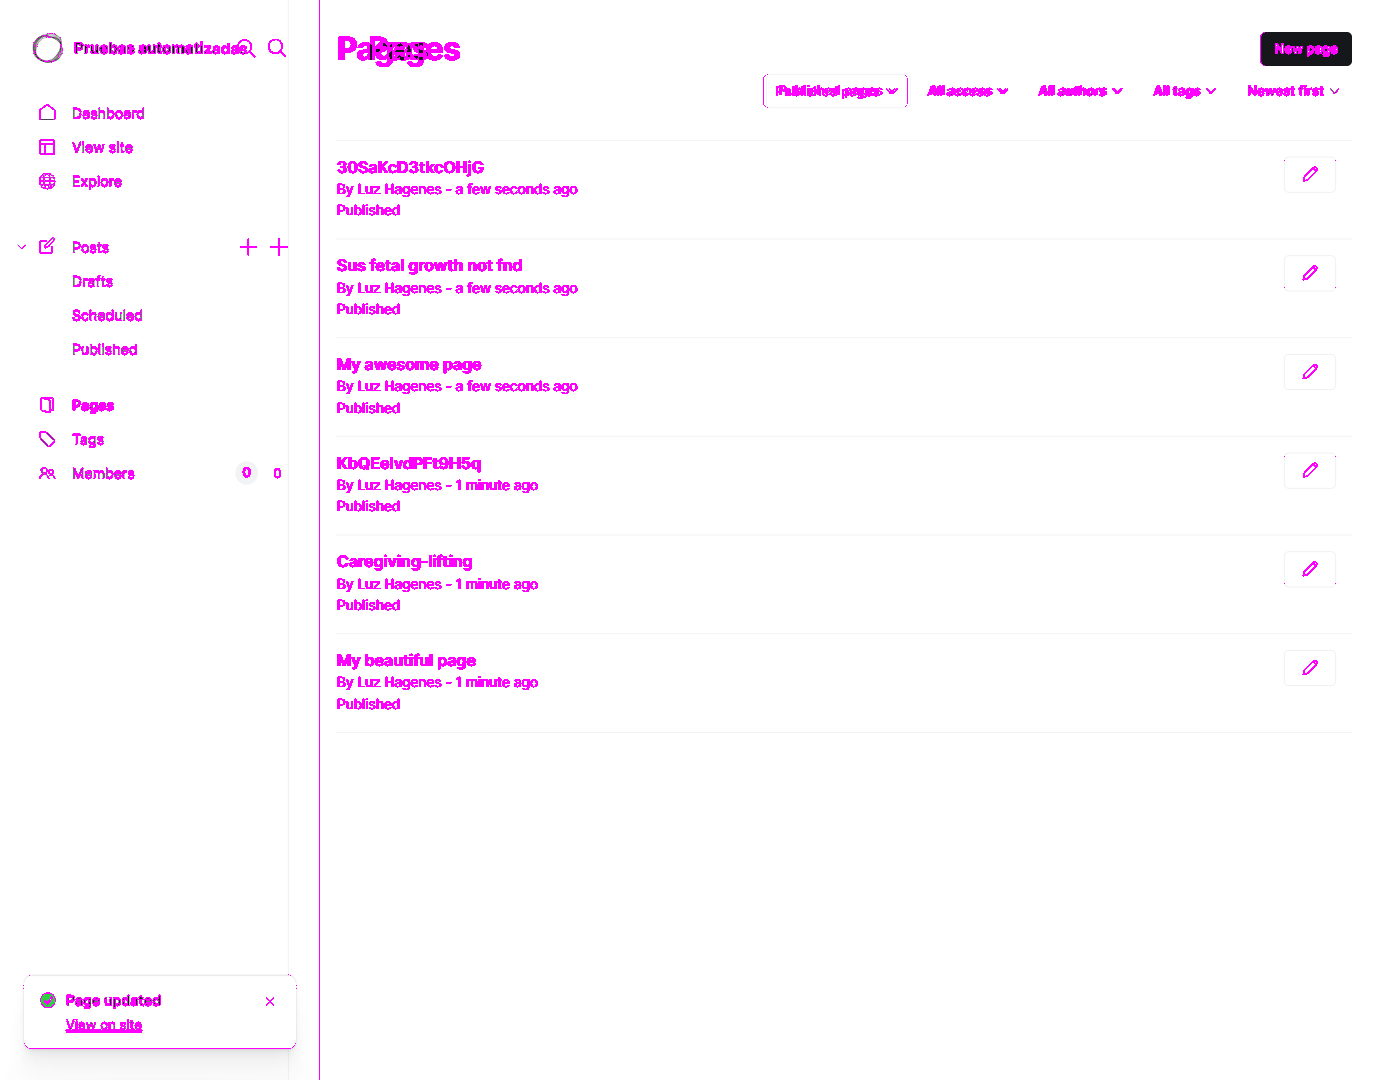 Pruebas automatizadas
Dashboard
View site
Explore
Posts
Drafts
Scheduled
Published
Pages
Tags
Members 0 0
Page updated
View on site
Pages
New page
Published pages
All access
All authors
All tags
Newest first
30SaKcD3tkcOHjG
By Luz Hagenes - a few seconds ago
Published
Sus fetal growth not fnd
By Luz Hagenes - a few seconds ago
Published
My awesome page
By Luz Hagenes - a few seconds ago
Published
By Luz Hagenes - 1 minute ago
Published
Caregiving-lifting
By Luz Hagenes - 1 minute ago
Published
My beautiful page
By Luz Hagenes - 1 minute ago
Published